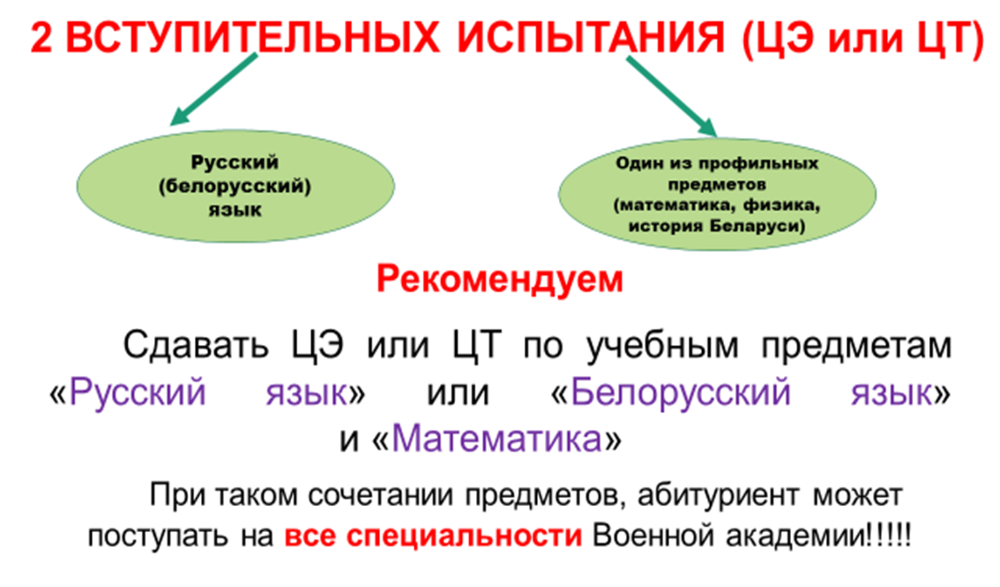 2 ВСТУПИТЕЛЬНЫХ ИСПЫТАНИЯ (ЦЭ или ЦТ)
Русский
(белорусский)
язык
Один из профильных
предметов
(математика, физика,
история Беларуси)
Рекомендуем
Сдавать ЦЭ или ЦТ по учебным предметам
«Русский язык» или «Белорусский язык»
и «Математика»
При таком сочетании предметов, абитуриент может
поступать на все специальности Военной академии!!!!!